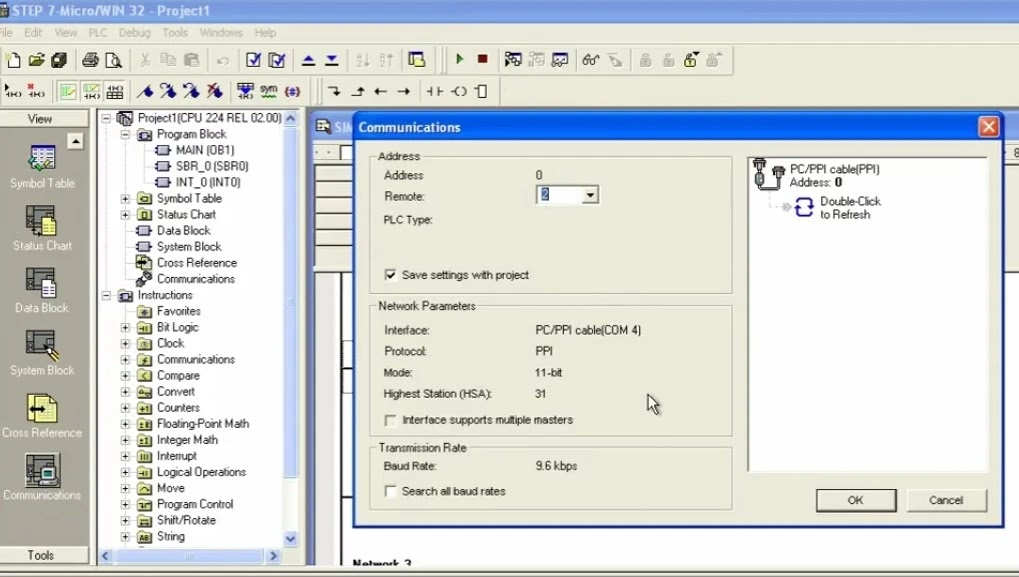 STEP 7-Micro/WIN 32 - Project1
File Edit View PLC Debug Tools Windows Help
sym
View
Symbol Table
Status Chart
Data Block
System Block
Cross Reference
Communications
Tools
Project1(CPU 224 REL 02.00)
Program Block
MAIN (OB1)
SBR_0 (SBR0)
INT_0 (INT0)
Symbol Table
Status Chart
Data Block
System Block
Cross Reference
Communications
Instructions
Favorites
Bit Logic
Clock
Communications
Compare
Convert
Counters
Floating-Point Math
Integer Math
Interrupt
Logical Operations
Move
Program Control
Shift/Rotate
String
SIM
8
Communications
Address
Address 0
Remote: 2
PLC Type:
Save settings with project
Network Parameters
Interface: PC/PPI cable(COM 4)
Protocol: PPI
Mode: 11-bit
Highest Station (HSA): 31
Interface supports multiple masters
Transmission Rate
Baud Rate: 9.6 kbps
Search all baud rates
PC/PPI cable(PPI)
Address: 0
Double-Click
to Refresh
OK Cancel
Network 3